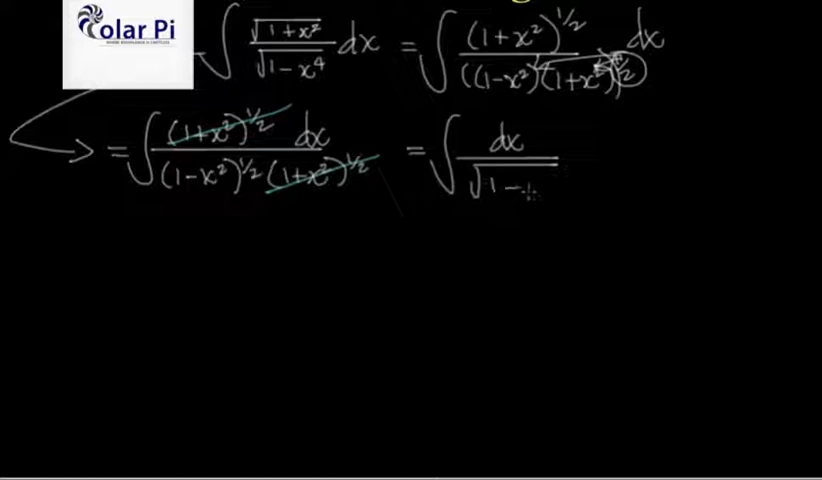 olar Pi
∫ √(1+x²) / √(1-x⁴) dx = ∫ (1+x²)^1/2 / ((1-x²)(1+x²))^1/2 dx
= ∫ (1+x²)^1/2 dx / (1-x²)^1/2 (1+x²)^1/2 = ∫ dx / √1-